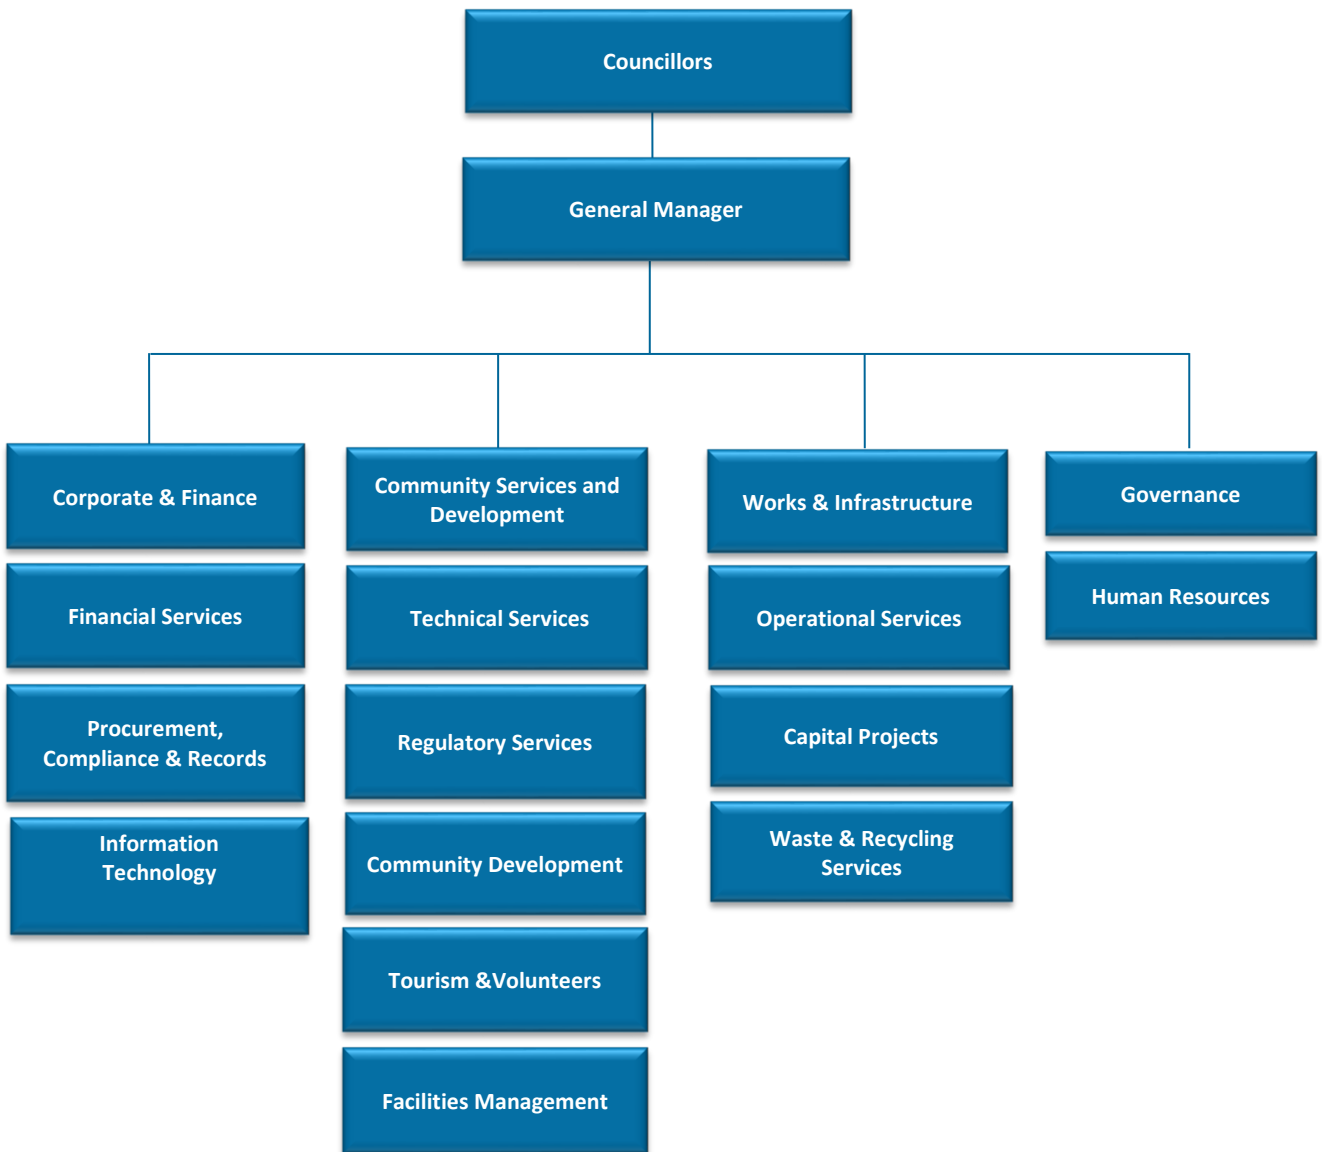 Councillors
General Manager
Corporate & Finance
Financial Services
Procurement,
Compliance & Records
Information
Technology
Community Services and
Development
Technical Services
Regulatory Services
Community Development
Tourism &Volunteers
Facilities Management
Works & Infrastructure
Operational Services
Capital Projects
Waste & Recycling
Services
Governance
Human Resources